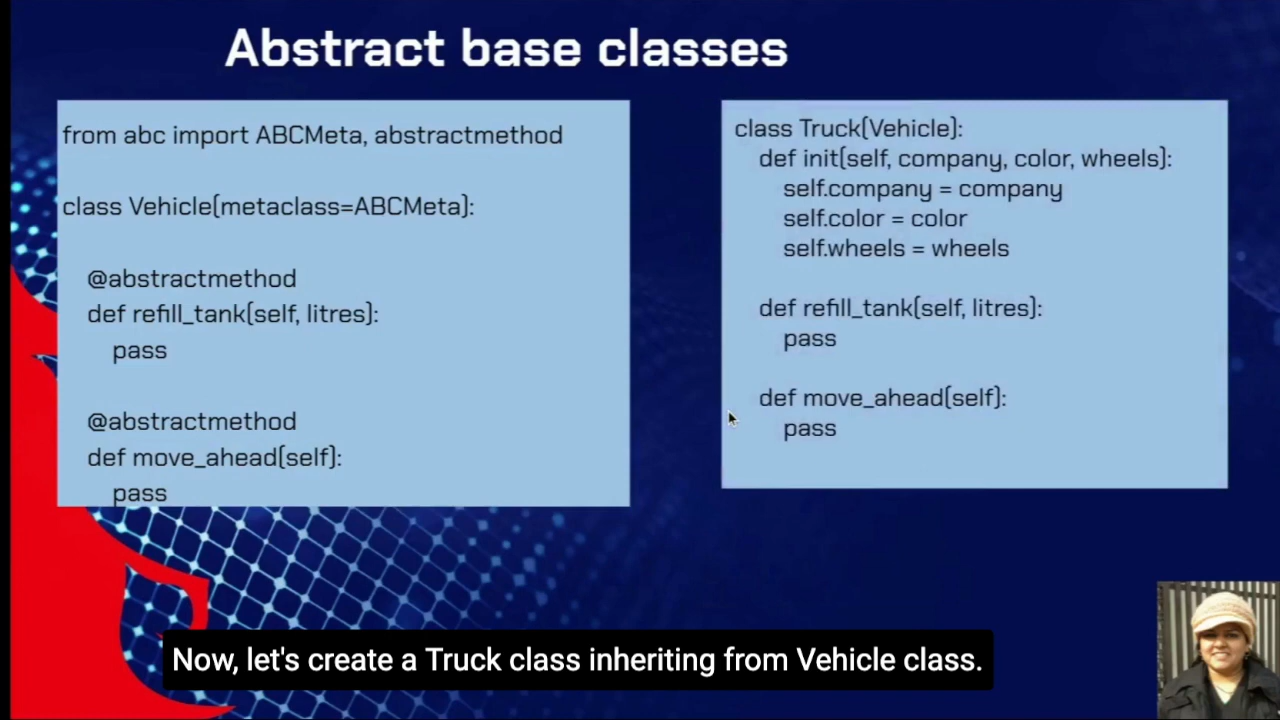 Abstract base classes
from abc import ABCMeta, abstractmethod
class Vehicle(metaclass=ABCMeta):
@abstractmethod
def refill_tank(self, litres):
pass
@abstractmethod
def move_ahead(self):
pass
class Truck(Vehicle):
def init(self, company, color, wheels):
self.company = company
self.color = color
self.wheels = wheels
def refill_tank(self, litres):
pass
def move_ahead(self):
pass
Now, let's create a Truck class inheriting from Vehicle class.